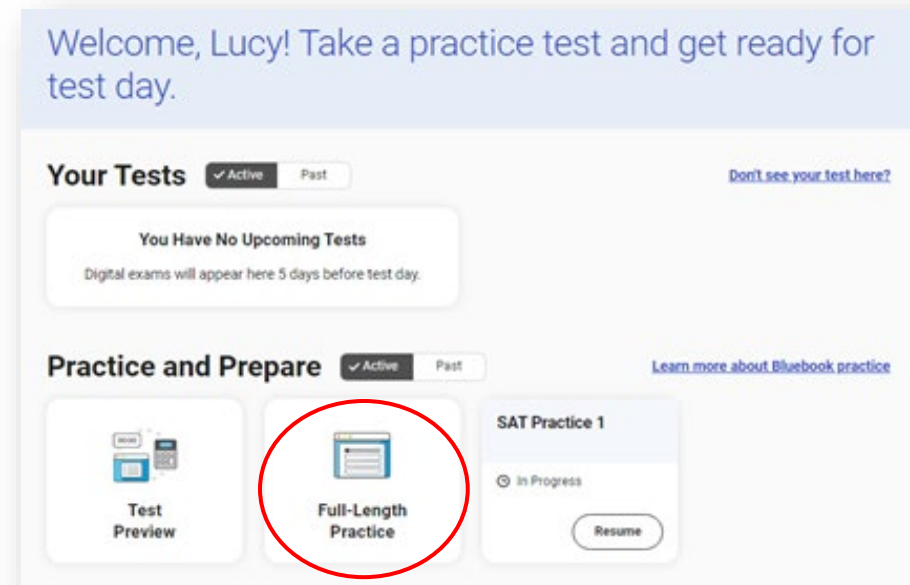 Welcome, Lucy! Take a practice test and get ready for
test day.
Your Tests
Active
Past
Don't see your test here?
You Have No Upcoming Tests
Digital exams will appear here 5 days before test day.
Practice and Prepare
Active
Past
Learn more about Bluebook practice
Test
Preview
Full-Length
Practice
SAT Practice 1
In Progress
Resume